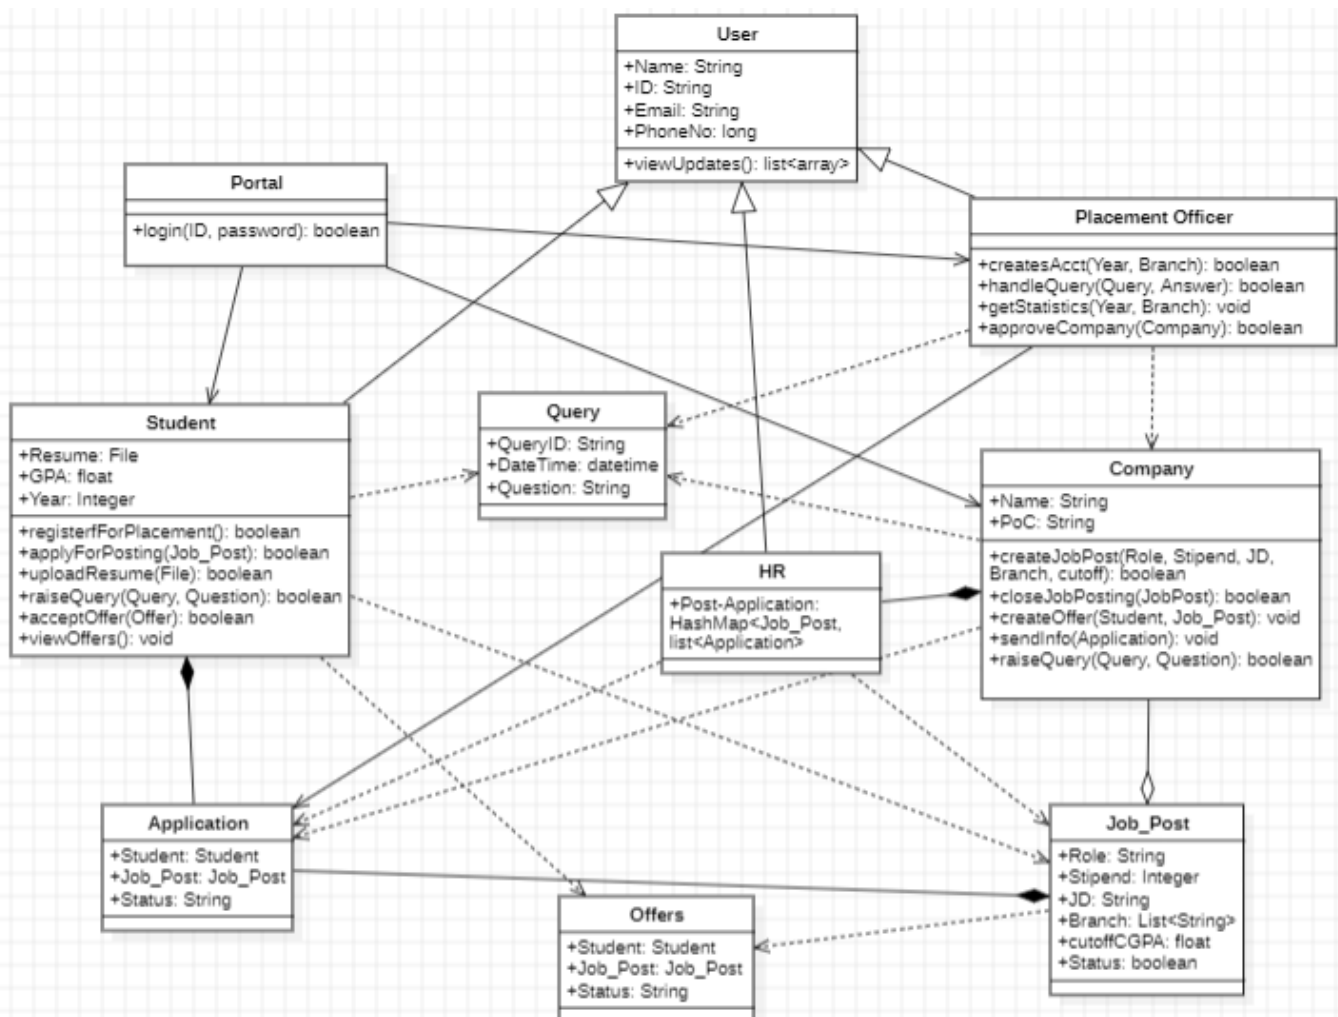 User
+Name: String
+ID: String
+Email: String
+PhoneNo: long
+viewUpdates(): list<array>
Portal
+login(ID, password): boolean
Placement Officer
+createsAcct(Year, Branch): boolean
+handleQuery(Query, Answer): boolean
+getStatistics(Year, Branch): void
+approveCompany(Company): boolean
Student
+Resume: File
+GPA: float
+Year: Integer
+registerfForPlacement(): boolean
+applyForPosting(Job_Post): boolean
+uploadResume(File): boolean
+raiseQuery(Query, Question): boolean
+acceptOffer(Offer): boolean
+viewOffers(): void
Query
+QueryID: String
+DateTime: datetime
+Question: String
Company
+Name: String
+PoC: String
+createJobPost(Role, Stipend, JD,
Branch, cutoff): boolean
+closeJobPosting(JobPost): boolean
+createOffer(Student, Job_Post): void
+sendInfo(Application): void
+raiseQuery(Query, Question): boolean
HR
+Post-Application:
HashMap<Job_Post,
list<Application>
Application
+Student: Student
+Job_Post: Job_Post
+Status: String
Offers
+Student: Student
+Job_Post: Job_Post
+Status: String
Job_Post
+Role: String
+Stipend: Integer
+JD: String
+Branch: List<String>
+cutoffCGPA: float
+Status: boolean